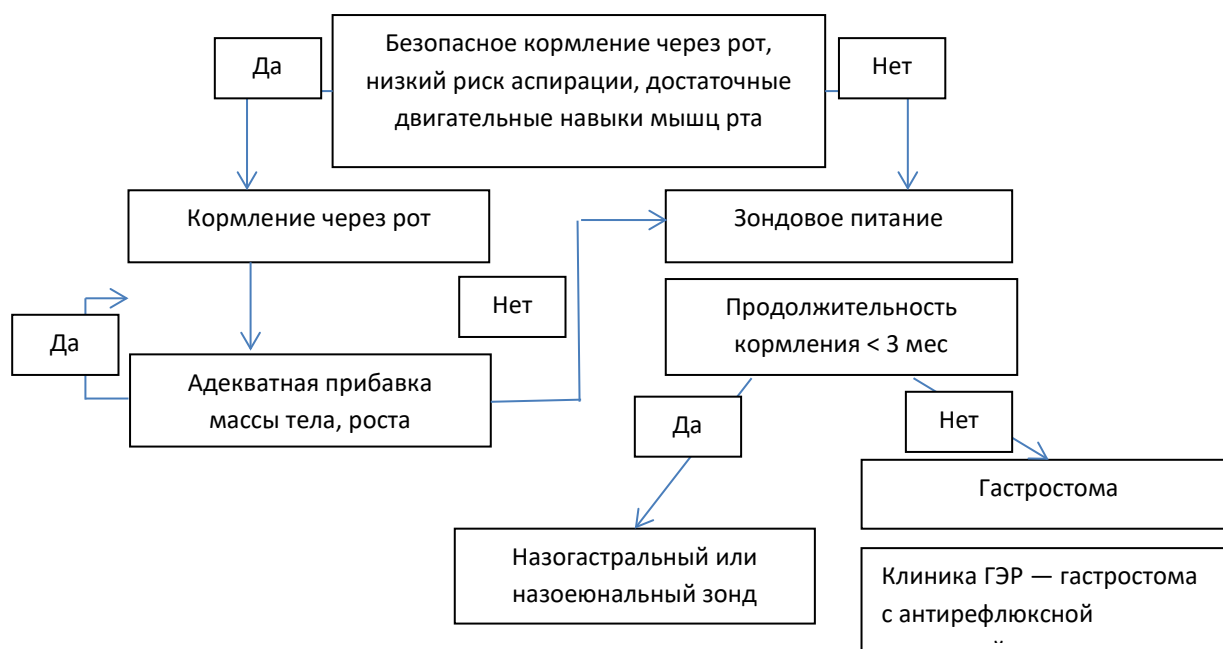 Да
Безопасное кормление через рот,
низкий риск аспирации, достаточные
двигательные навыки мышц рта
Нет
Кормление через рот
Зондовое питание
Нет
Продолжительность
кормления < 3 мес
Да
Адекватная прибавка
массы тела, роста
Да
Нет
Гастростома
Назогастральный или
назоеюнальный зонд
Клиника ГЭР — гастростома
с антирефлюксной